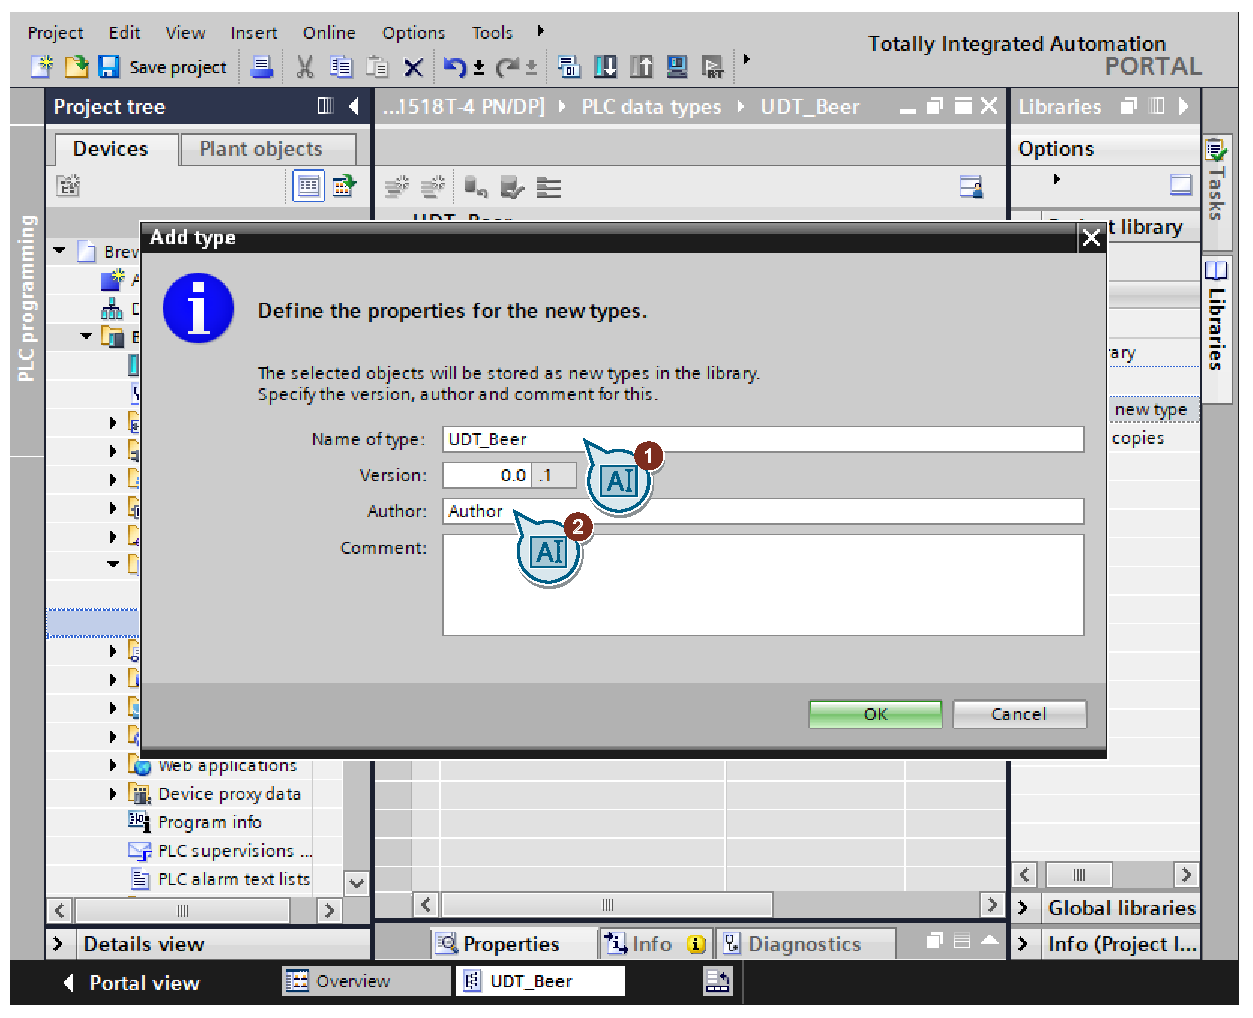 Project Edit View Insert Online Options Tools
Totally Integrated Automation
PORTAL
Save project
Project tree
...1518T-4 PN/DP] PLC data types UDT_Beer
Libraries
Devices Plant objects
Options
Tasks
Libraries
PLC programming
UDT_Beer
t library
Brew
Add type
Define the properties for the new types.
The selected objects will be stored as new types in the library.
Specify the version, author and comment for this.
Name of type: UDT_Beer
1
Version: 0.0 .1
Author: Author
2
Comment:
AI
AI
ary
new type
copies
OK Cancel
Web applications
Device proxy data
Program info
PLC supervisions ...
PLC alarm text lists
Global libraries
Details view
Properties Info Diagnostics
Info (Project l...
Portal view Overview UDT_Beer